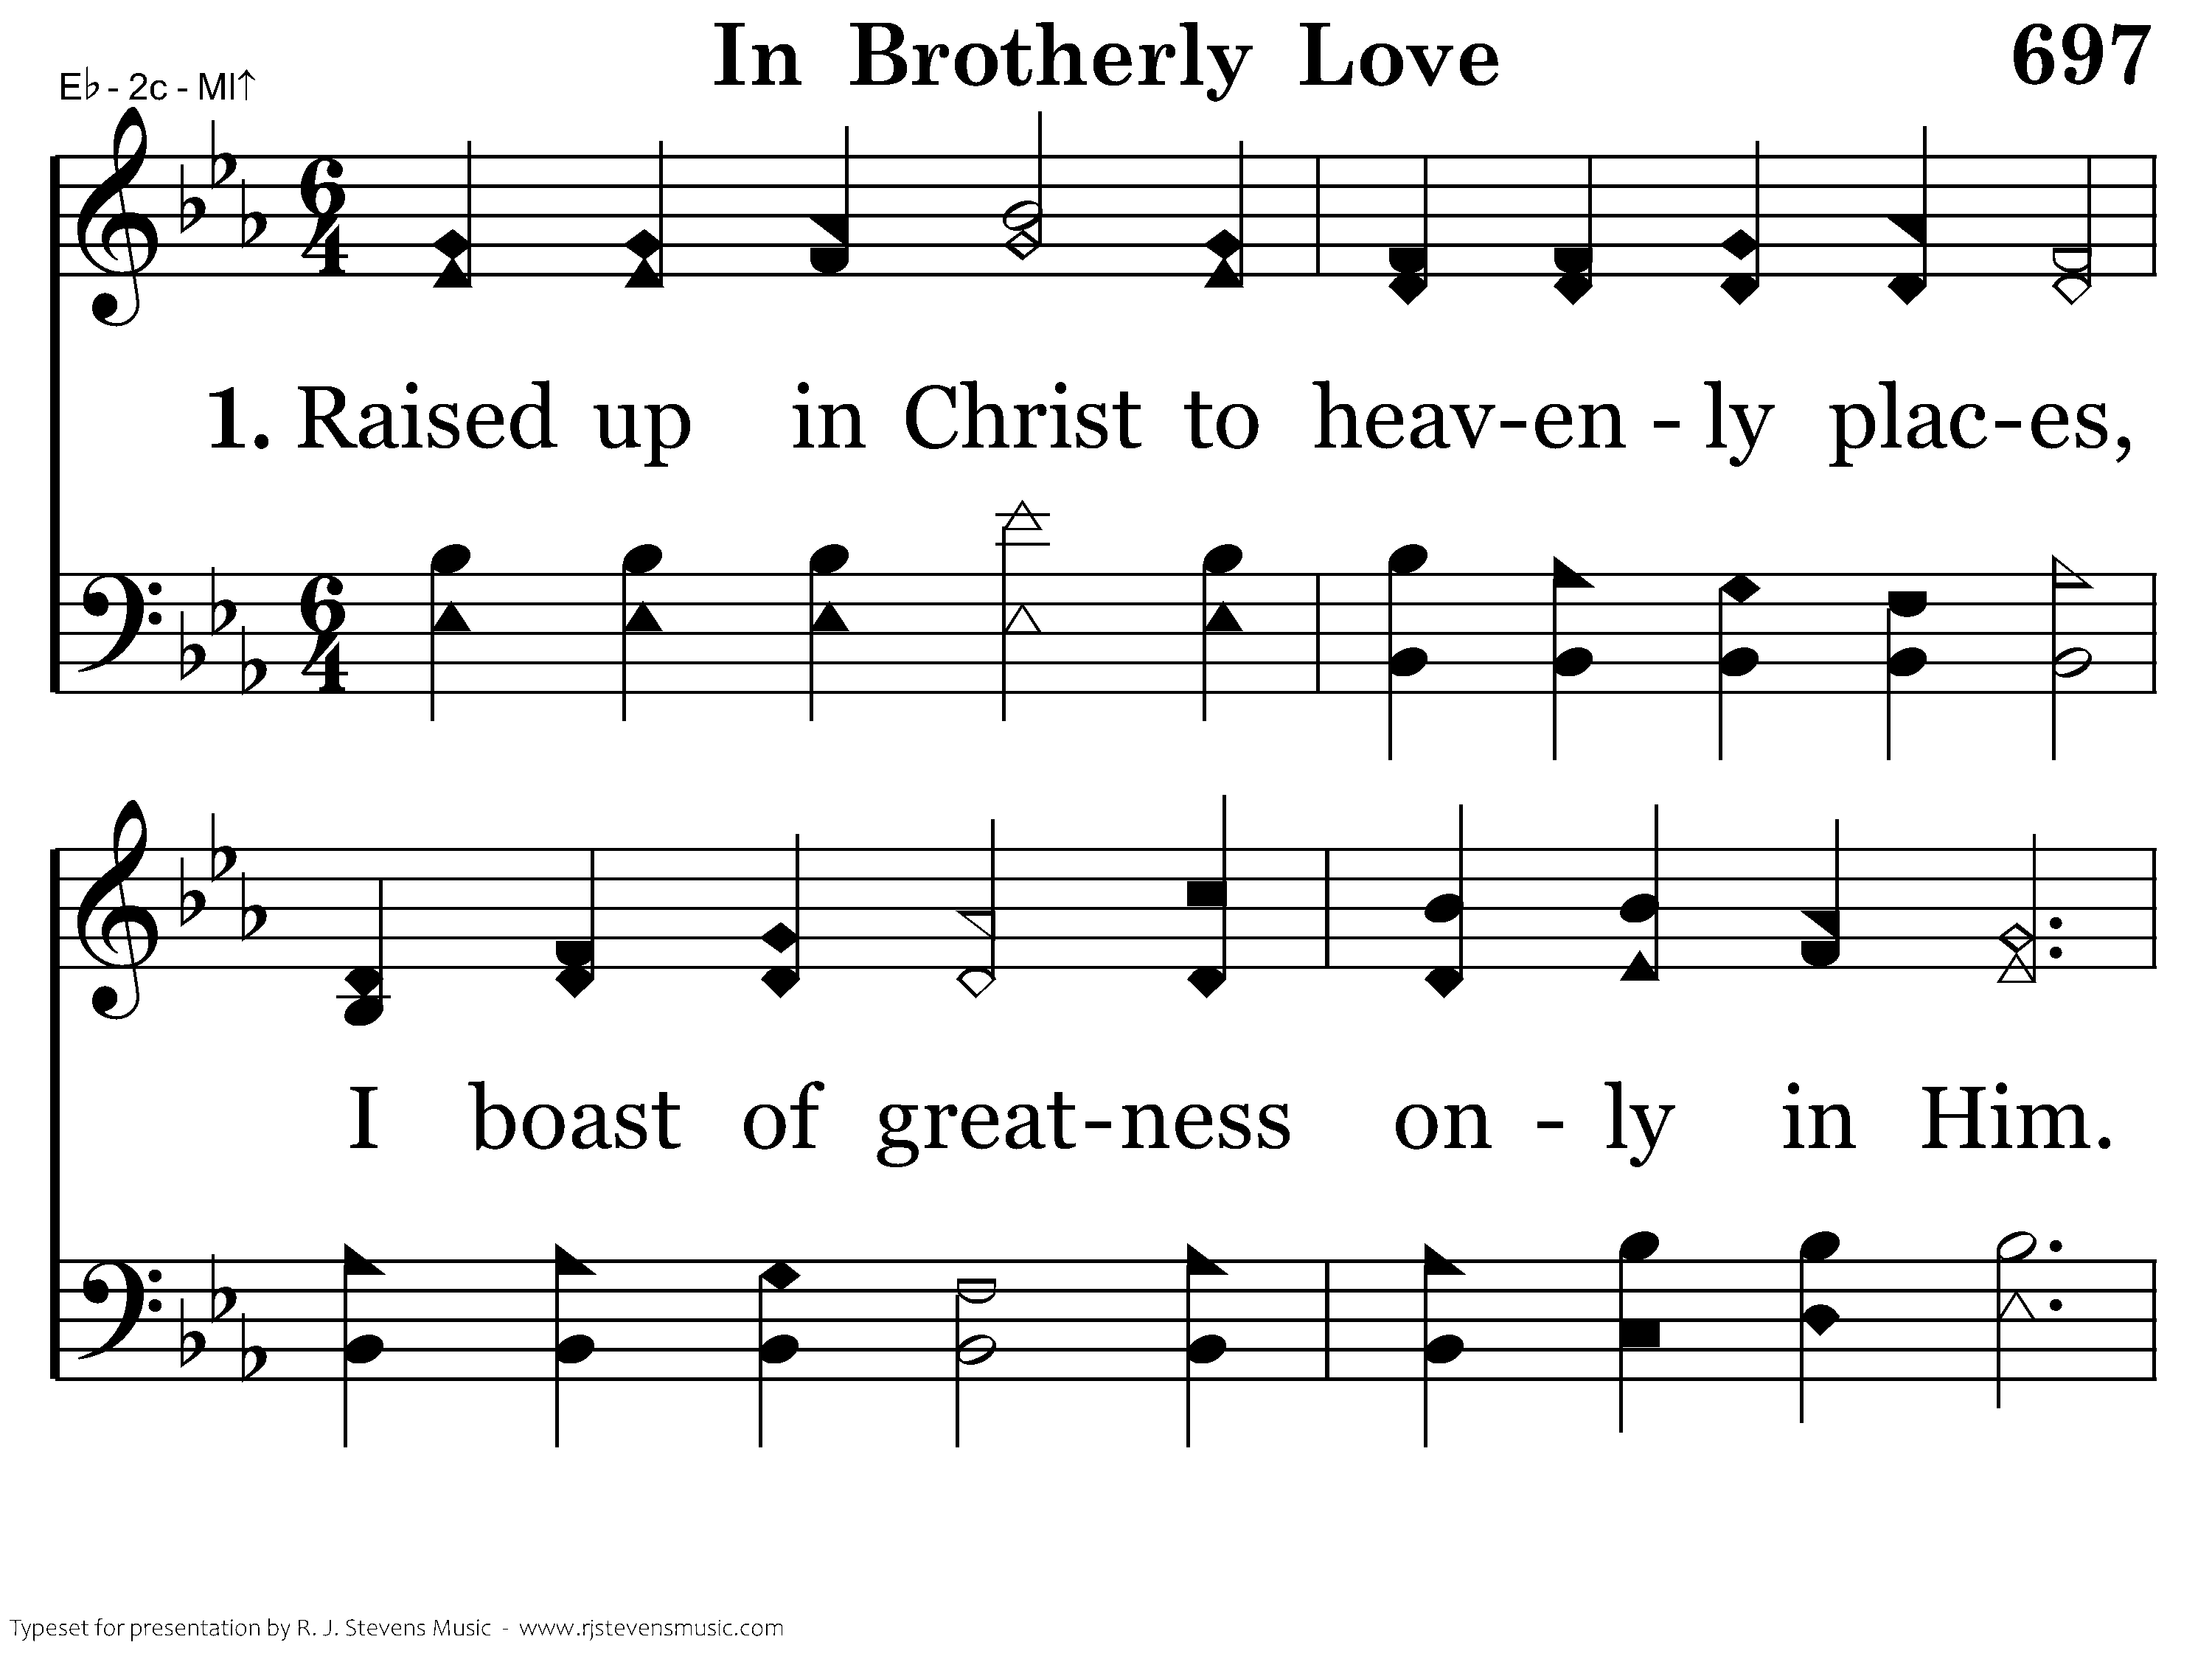 In Brotherly Love 697
E♭ - 2c - MI↑
1. Raised up in Christ to heav-en - ly plac-es,
I boast of great-ness on - ly in Him.
Typeset for presentation by R. J. Stevens Music - www.rjstevensmusic.com